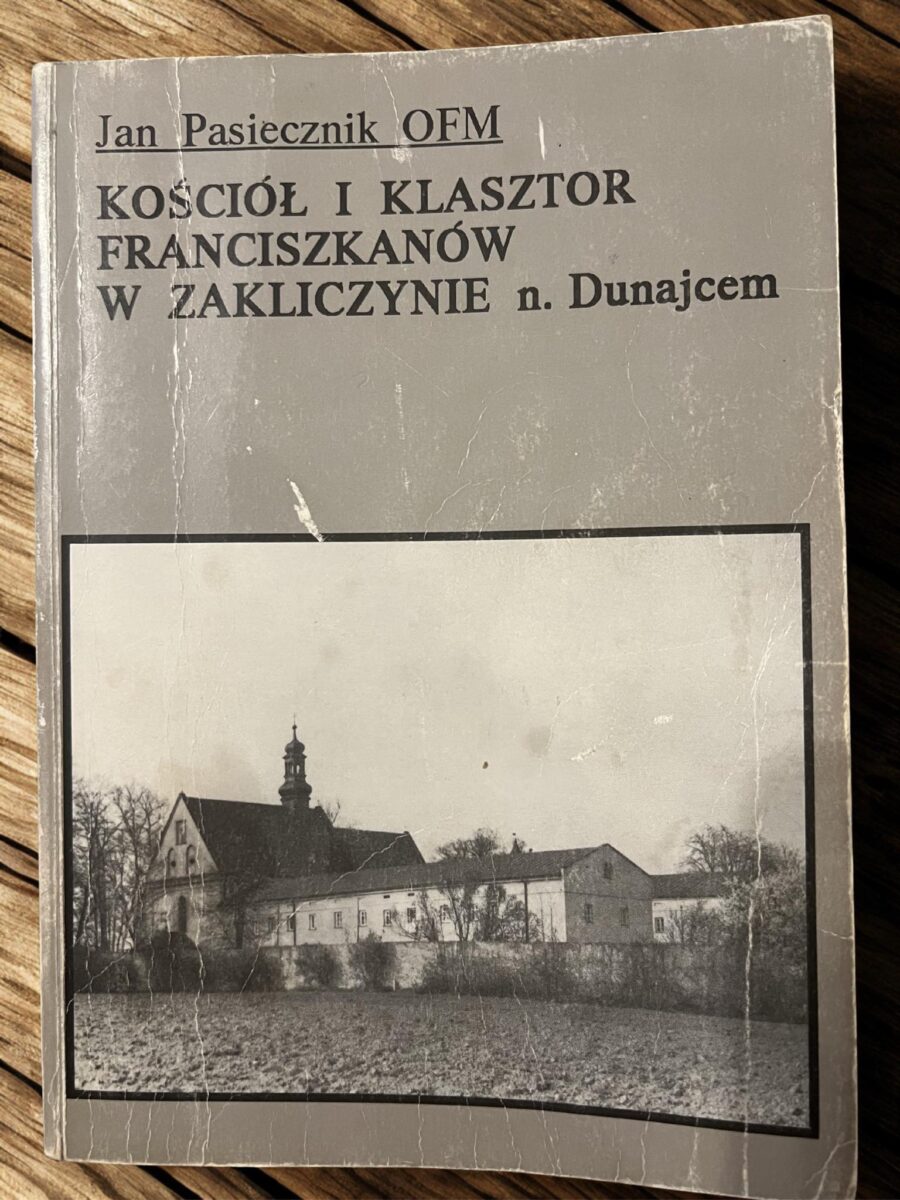 Jan Pasiecznik OFM
KOŚCIÓŁ I KLASZTOR
FRANCISZKANÓW
W ZAKLICZYNIE n. Dunajcem